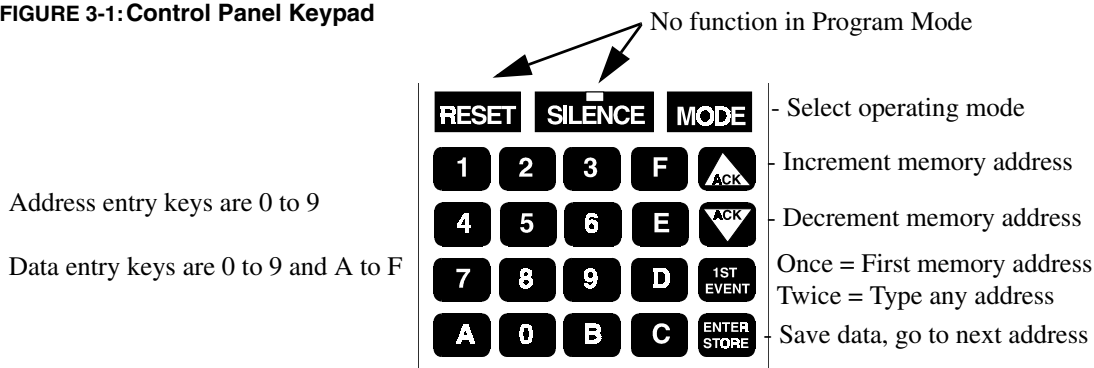 FIGURE 3-1: Control Panel Keypad
No function in Program Mode
RESET SILENCE MODE - Select operating mode
1 2 3 F ACK - Increment memory address
Address entry keys are 0 to 9
4 5 6 E ACK - Decrement memory address
Data entry keys are 0 to 9 and A to F
7 8 9 D 1ST EVENT
Once = First memory address
Twice = Type any address
A 0 B C ENTER STORE - Save data, go to next address